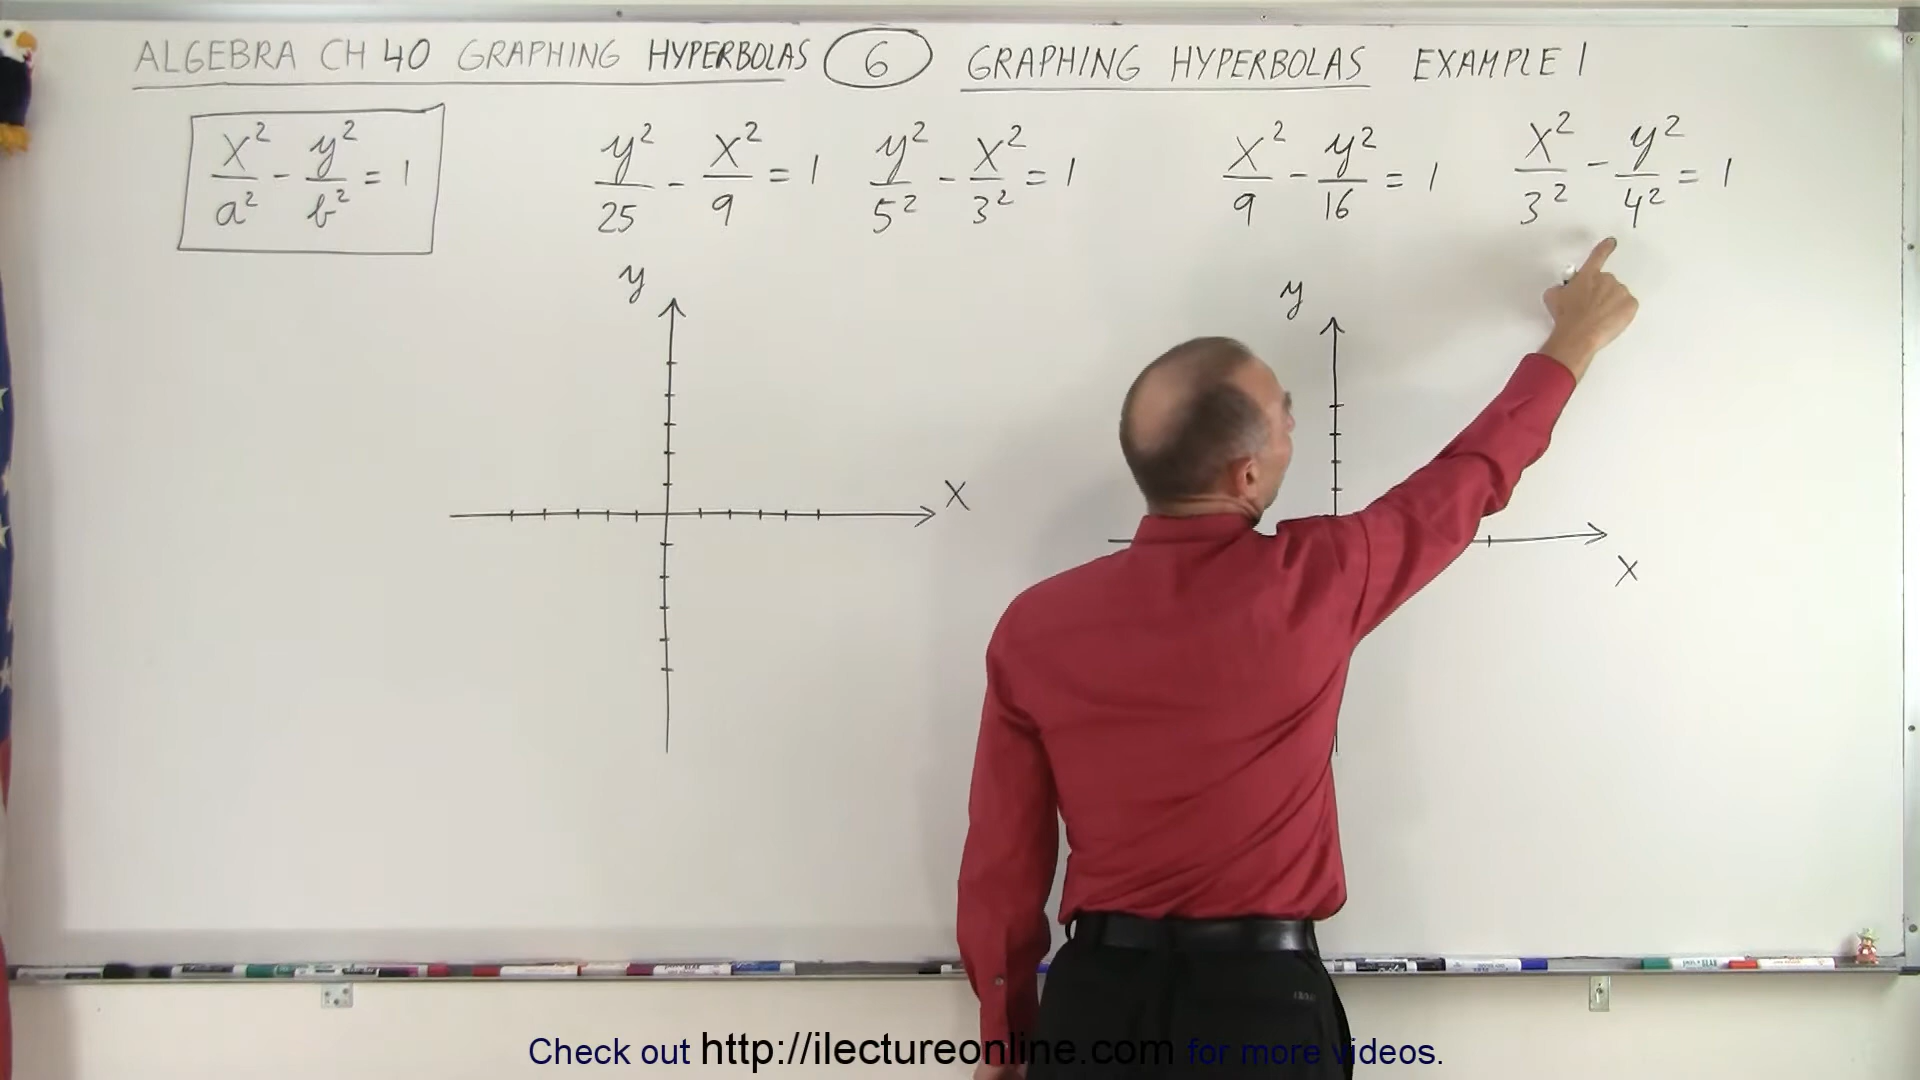 ALGEBRA CH 40 GRAPHING HYPERBOLAS 6 GRAPHING HYPERBOLAS EXAMPLE 1
x²/a² - y²/b² = 1
y²/25 - x²/9 = 1
y²/5² - x²/3² = 1
x²/9 - y²/16 = 1
x²/3² - y²/4² = 1
y
x
y
x
Check out http://ilectureonline.com for more videos.